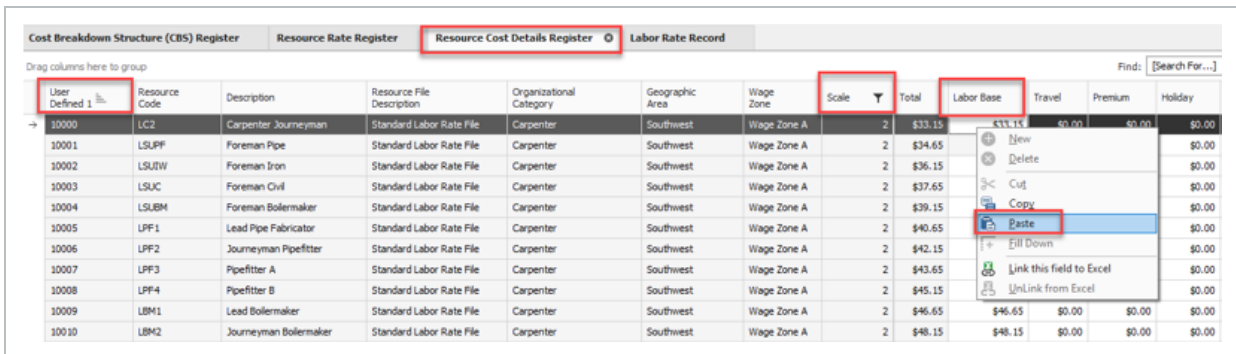 Cost Breakdown Structure (CBS) Register Resource Rate Register Resource Cost Details Register Labor Rate Record
Drag columns here to group Find: [Search For...]
User Defined 1 Resource Code Description Resource File Description Organizational Category Geographic Area Wage Zone Scale Total Labor Base Travel Premium Holiday
10000 LC2 Carpenter Journeyman Standard Labor Rate File Carpenter Southwest Wage Zone A 2 $33.15 $33.15 $0.00 $0.00 $0.00
10001 LSUPF Foreman Pipe Standard Labor Rate File Carpenter Southwest Wage Zone A 2 $34.65 New $0.00
10002 LSUIW Foreman Iron Standard Labor Rate File Carpenter Southwest Wage Zone A 2 $36.15 Delete $0.00
10003 LSUC Foreman Civil Standard Labor Rate File Carpenter Southwest Wage Zone A 2 $37.65 Cut $0.00
10004 LSUBM Foreman Boilermaker Standard Labor Rate File Carpenter Southwest Wage Zone A 2 $39.15 Copy $0.00
10005 LPF1 Lead Pipe Fabricator Standard Labor Rate File Carpenter Southwest Wage Zone A 2 $40.65 Paste $0.00
10006 LPF2 Journeyman Pipefitter Standard Labor Rate File Carpenter Southwest Wage Zone A 2 $42.15 Fill Down $0.00
10007 LPF3 Pipefitter A Standard Labor Rate File Carpenter Southwest Wage Zone A 2 $43.65 Link this field to Excel $0.00
10008 LPF4 Pipefitter B Standard Labor Rate File Carpenter Southwest Wage Zone A 2 $45.15 UnLink from Excel $0.00
10009 LBM1 Lead Boilermaker Standard Labor Rate File Carpenter Southwest Wage Zone A 2 $46.65 $46.65 $0.00 $0.00 $0.00
10010 LBM2 Journeyman Boilermaker Standard Labor Rate File Carpenter Southwest Wage Zone A 2 $48.15 $48.15 $0.00 $0.00 $0.00